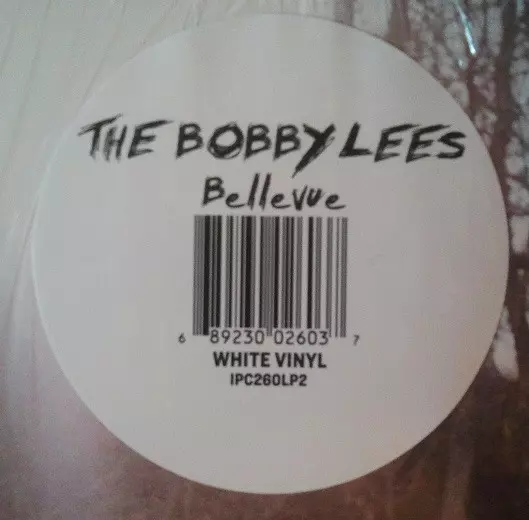 THE BOBBY LEES
Bellevue
6 89230 02603 7
WHITE VINYL
IPC260LP2